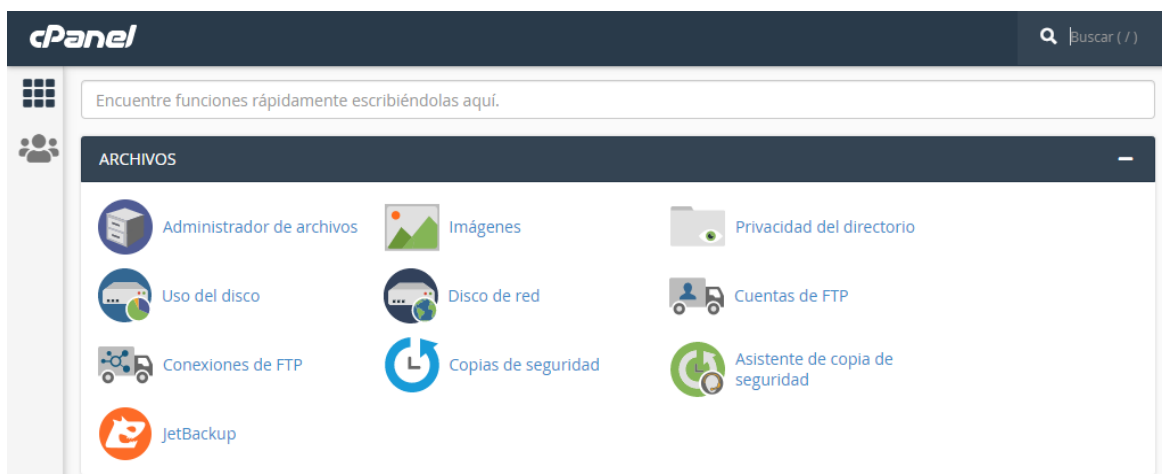 cPanel
Buscar ( / )
Encuentre funciones rápidamente escribiéndolas aquí.
ARCHIVOS
Administrador de archivos
Imágenes
Privacidad del directorio
Uso del disco
Disco de red
Cuentas de FTP
Conexiones de FTP
Copias de seguridad
Asistente de copia de
seguridad
JetBackup